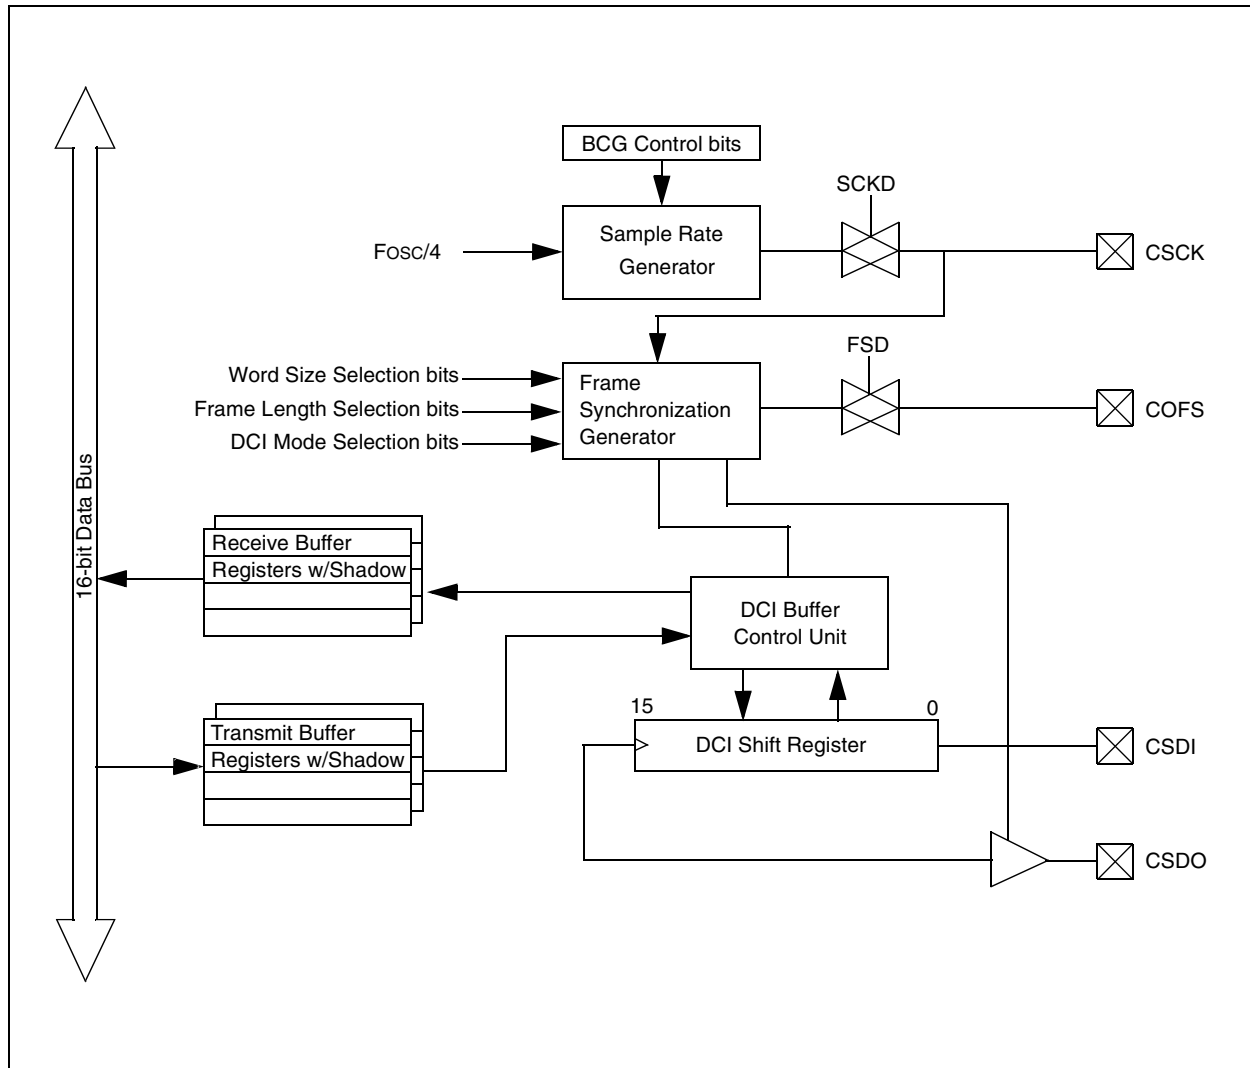 BCG Control bits
SCKD
Sample Rate
Generator
FOSC/4
CSCK
FSD
Word Size Selection bits
Frame Length Selection bits
DCI Mode Selection bits
Frame
Synchronization
Generator
COFS
16-bit Data Bus
Receive Buffer
Registers w/Shadow
DCI Buffer
Control Unit
15
0
Transmit Buffer
Registers w/Shadow
DCI Shift Register
CSDI
CSDO